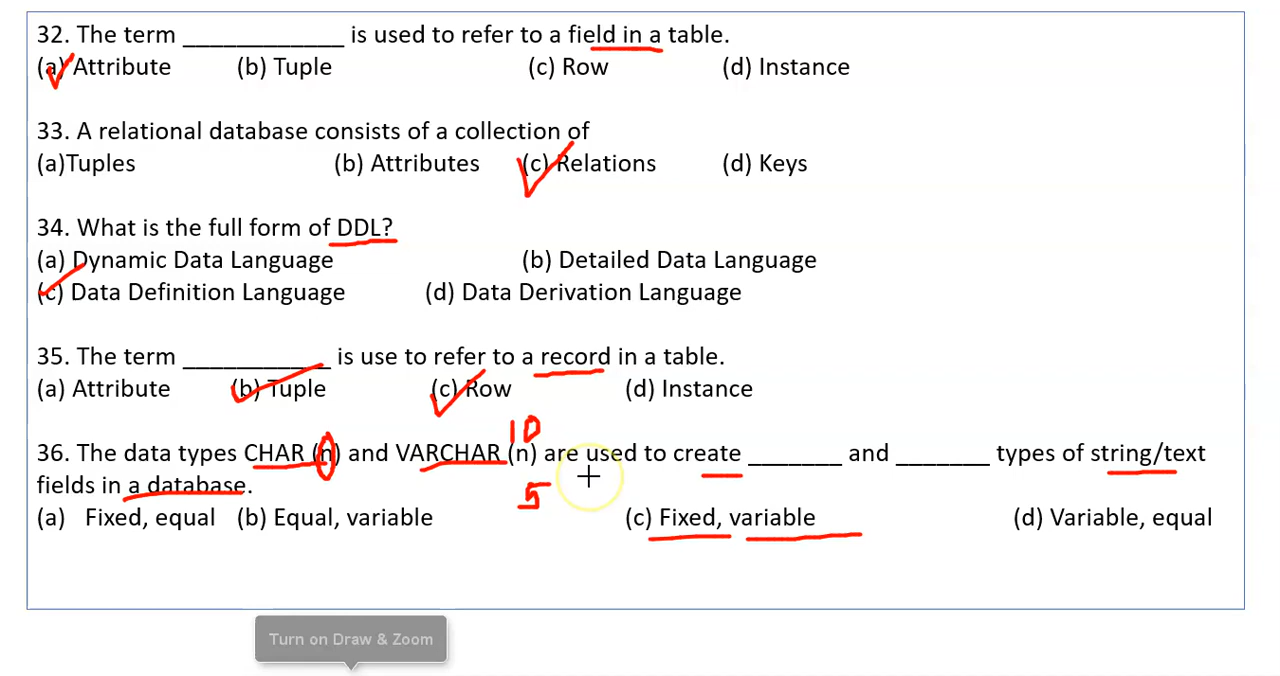 32. The term ____________ is used to refer to a field in a table.
(a) Attribute (b) Tuple (c) Row (d) Instance
33. A relational database consists of a collection of
(a)Tuples (b) Attributes (c) Relations (d) Keys
34. What is the full form of DDL?
(a) Dynamic Data Language (b) Detailed Data Language
(c) Data Definition Language (d) Data Derivation Language
35. The term ___________ is use to refer to a record in a table.
(a) Attribute (b) Tuple (c) Row (d) Instance
10
36. The data types CHAR (n) and VARCHAR (n) are used to create _______ and _______ types of string/text
fields in a database.
5
(a) Fixed, equal (b) Equal, variable (c) Fixed, variable (d) Variable, equal
Turn on Draw & Zoom